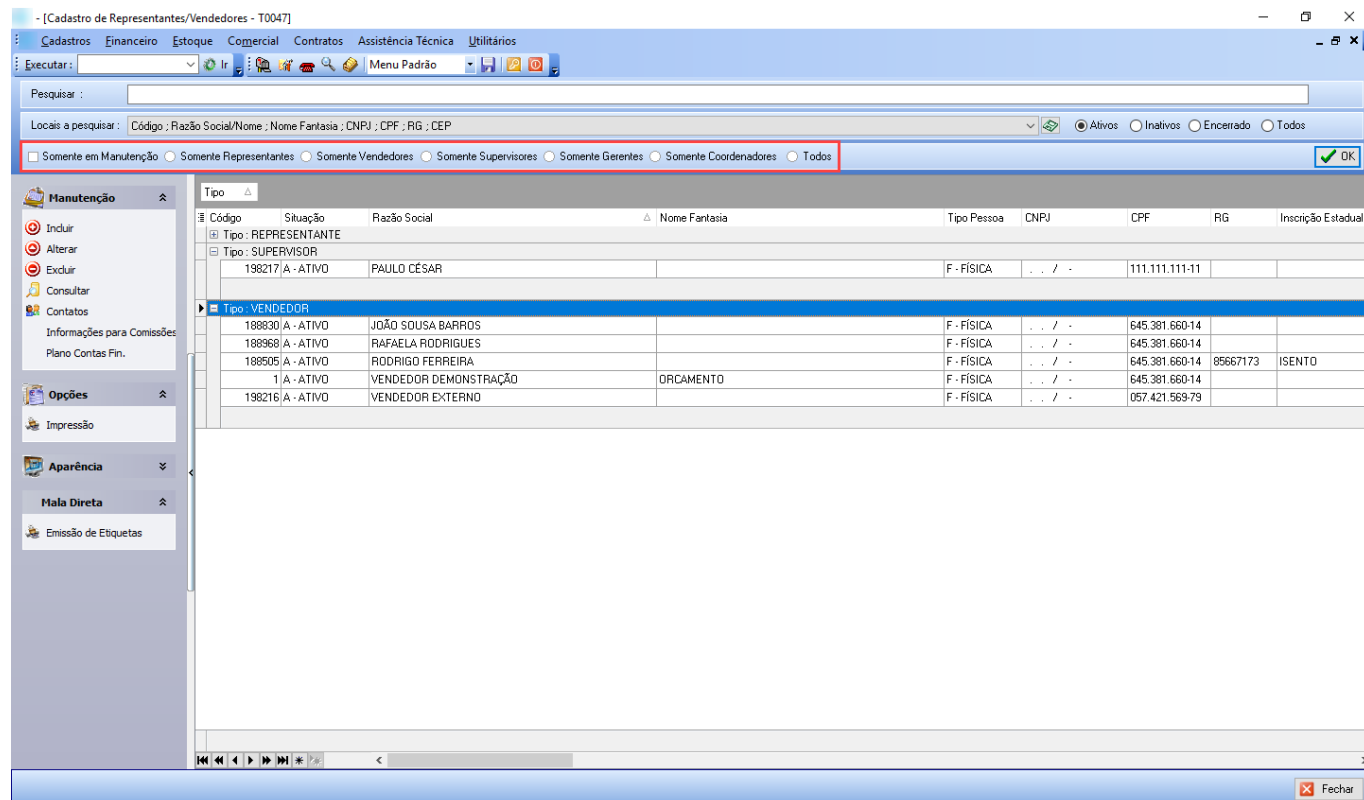 - [Cadastro de Representantes/Vendedores - T0047]
Cadastros Financeiro Estoque Comercial Contratos Assistência Técnica Utilitários
Executar : Ir Menu Padrão
Pesquisar :
Locais a pesquisar : Código ; Razão Social/Nome ; Nome Fantasia ; CNPJ ; CPF ; RG ; CEP Ativos Inativos Encerrado Todos
Somente em Manutenção Somente Representantes Somente Vendedores Somente Supervisores Somente Gerentes Somente Coordenadores Todos OK
Manutenção
Incluir
Alterar
Excluir
Consultar
Contatos
Informações para Comissões
Plano Contas Fin.
Opções
Impressão
Aparência
Mala Direta
Emissão de Etiquetas
Tipo
Código Situação Razão Social Nome Fantasia Tipo Pessoa CNPJ CPF RG Inscrição Estadual
Tipo : REPRESENTANTE
Tipo : SUPERVISOR
198217 A - ATIVO PAULO CÉSAR F - FÍSICA . . / - 111.111.111-11
Tipo : VENDEDOR
188830 A - ATIVO JOÃO SOUSA BARROS F - FÍSICA . . / - 645.381.660-14
188968 A - ATIVO RAFAELA RODRIGUES F - FÍSICA . . / - 645.381.660-14
188505 A - ATIVO RODRIGO FERREIRA F - FÍSICA . . / - 645.381.660-14 85667173 ISENTO
1 A - ATIVO VENDEDOR DEMONSTRAÇÃO ORCAMENTO F - FÍSICA . . / - 645.381.660-14
198216 A - ATIVO VENDEDOR EXTERNO F - FÍSICA . . / - 057.421.569-79
Fechar